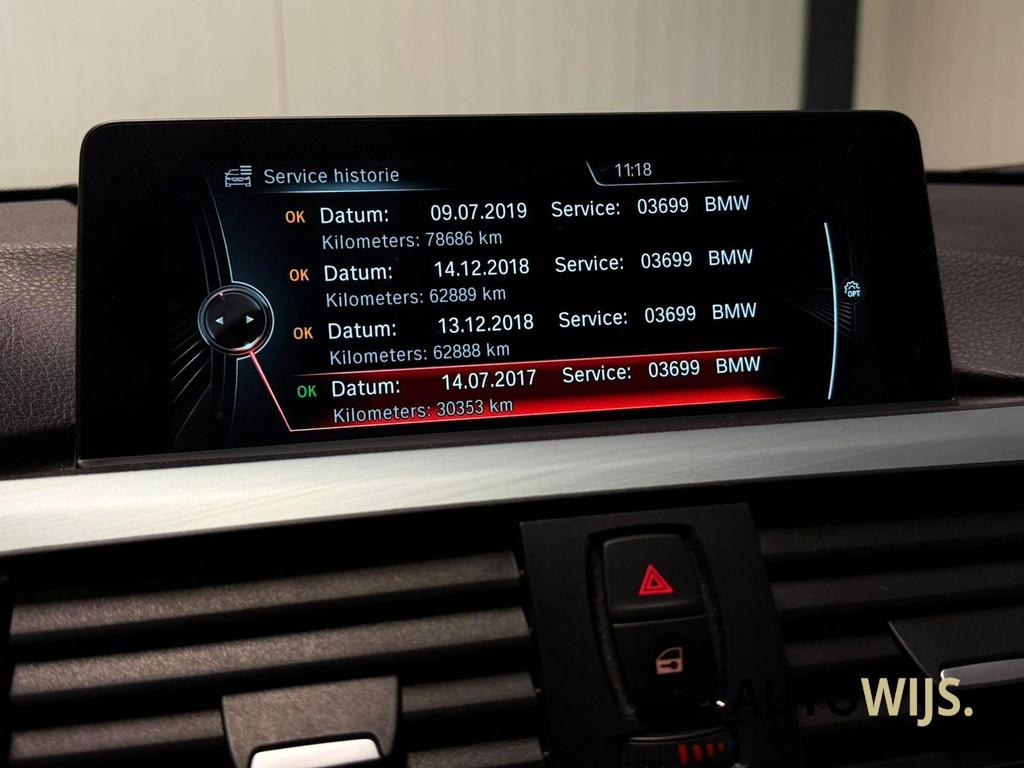 Service historie
11:18
OK Datum: 09.07.2019 Service: 03699 BMW
Kilometers: 78686 km
OK Datum: 14.12.2018 Service: 03699 BMW
Kilometers: 62889 km
OK Datum: 13.12.2018 Service: 03699 BMW
Kilometers: 62888 km
OK Datum: 14.07.2017 Service: 03699 BMW
Kilometers: 30353 km
OPT
AUTOWIJS.